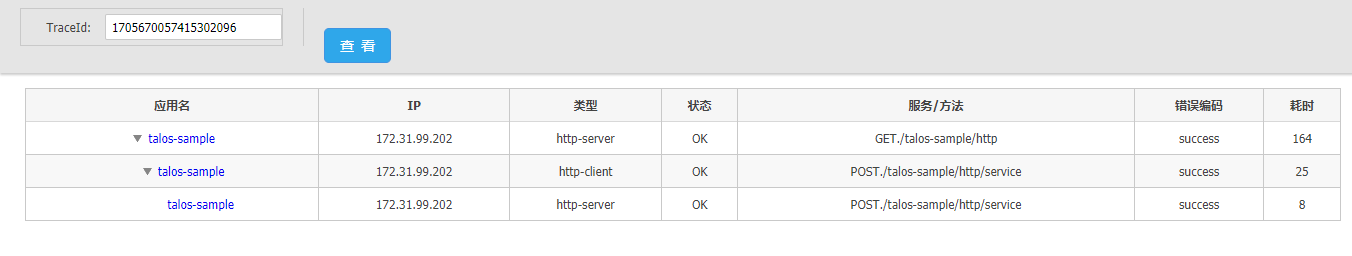 TraceId: 1705670057415302096
查 看
应用名 IP 类型 状态 服务/方法 错误编码 耗时
talos-sample 172.31.99.202 http-server OK GET./talos-sample/http success 164
talos-sample 172.31.99.202 http-client OK POST./talos-sample/http/service success 25
talos-sample 172.31.99.202 http-server OK POST./talos-sample/http/service success 8